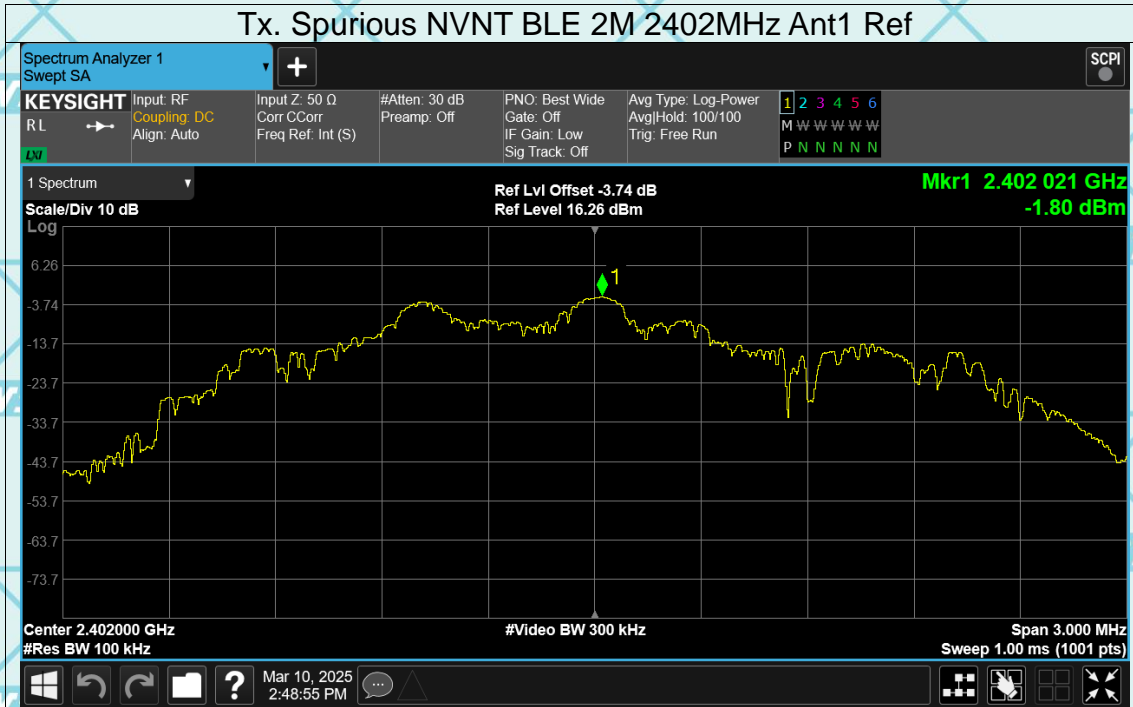 Tx. Spurious NVNT BLE 2M 2402MHz Ant1 Ref
Spectrum Analyzer 1
Swept SA
+
SCPI
KEYSIGHT
RL
LXI
Input: RF
Coupling: DC
Align: Auto
Input Z: 50 Ω
Corr CCorr
Freq Ref: Int (S)
#Atten: 30 dB
Preamp: Off
PNO: Best Wide
Gate: Off
IF Gain: Low
Sig Track: Off
Avg Type: Log-Power
Avg|Hold: 100/100
Trig: Free Run
1 2 3 4 5 6
M W W W W W
P N N N N N
1 Spectrum
Scale/Div 10 dB
Log
Ref Lvl Offset -3.74 dB
Ref Level 16.26 dBm
Mkr1 2.402 021 GHz
-1.80 dBm
1
6.26
-3.74
-13.7
-23.7
-33.7
-43.7
-53.7
-63.7
-73.7
Center 2.402000 GHz
#Res BW 100 kHz
#Video BW 300 kHz
Span 3.000 MHz
Sweep 1.00 ms (1001 pts)
?
Mar 10, 2025
2:48:55 PM